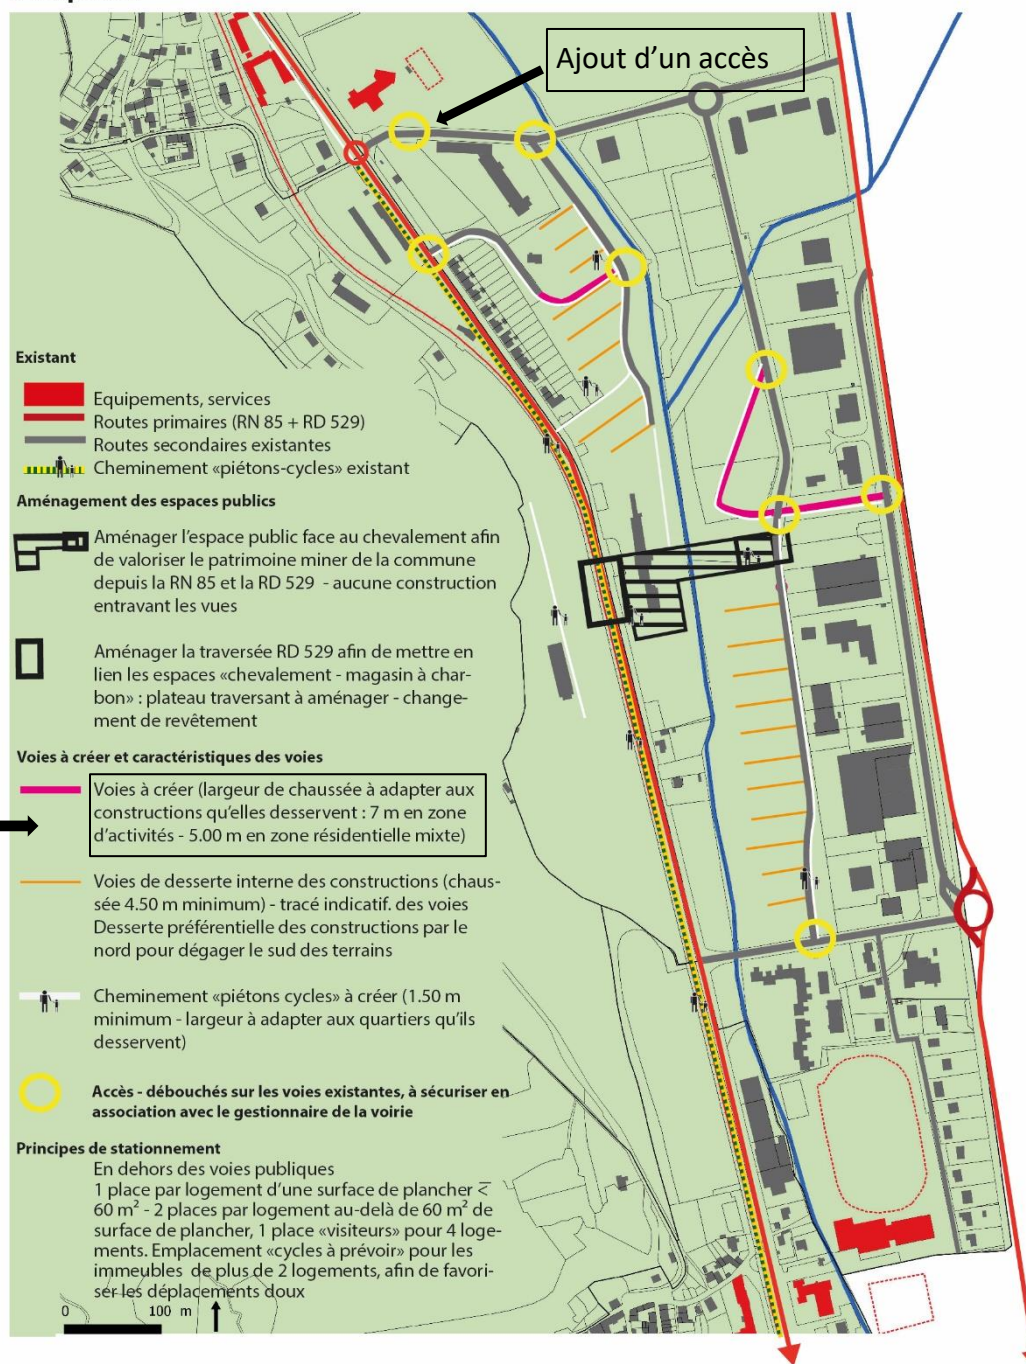 Ajout d’un accès
Existant
Equipements, services
Routes primaires (RN 85 + RD 529)
Routes secondaires existantes
Cheminement «piétons-cycles» existant
Aménagement des espaces publics
Aménager l’espace public face au chevalement afin
de valoriser le patrimoine miner de la commune
depuis la RN 85 et la RD 529 - aucune construction
entravant les vues
Aménager la traversée RD 529 afin de mettre en
lien les espaces «chevalement - magasin à char-
bon» : plateau traversant à aménager - change-
ment de revêtement
Voies à créer et caractéristiques des voies
Voies à créer (largeur de chaussée à adapter aux
constructions qu’elles desservent : 7 m en zone
d’activités - 5.00 m en zone résidentielle mixte)
Voies de desserte interne des constructions (chaus-
sée 4.50 m minimum) - tracé indicatif. des voies
Desserte préférentielle des constructions par le
nord pour dégager le sud des terrains
Cheminement «piétons cycles» à créer (1.50 m
minimum - largeur à adapter aux quartiers qu’ils
desservent)
Accès - débouchés sur les voies existantes, à sécuriser en
association avec le gestionnaire de la voirie
Principes de stationnement
En dehors des voies publiques
1 place par logement d’une surface de plancher ≤
60 m² - 2 places par logement au-delà de 60 m² de
surface de plancher, 1 place «visiteurs» pour 4 loge-
ments. Emplacement «cycles à prévoir» pour les
immeubles de plus de 2 logements, afin de favori-
ser les déplacements doux
0 100 m